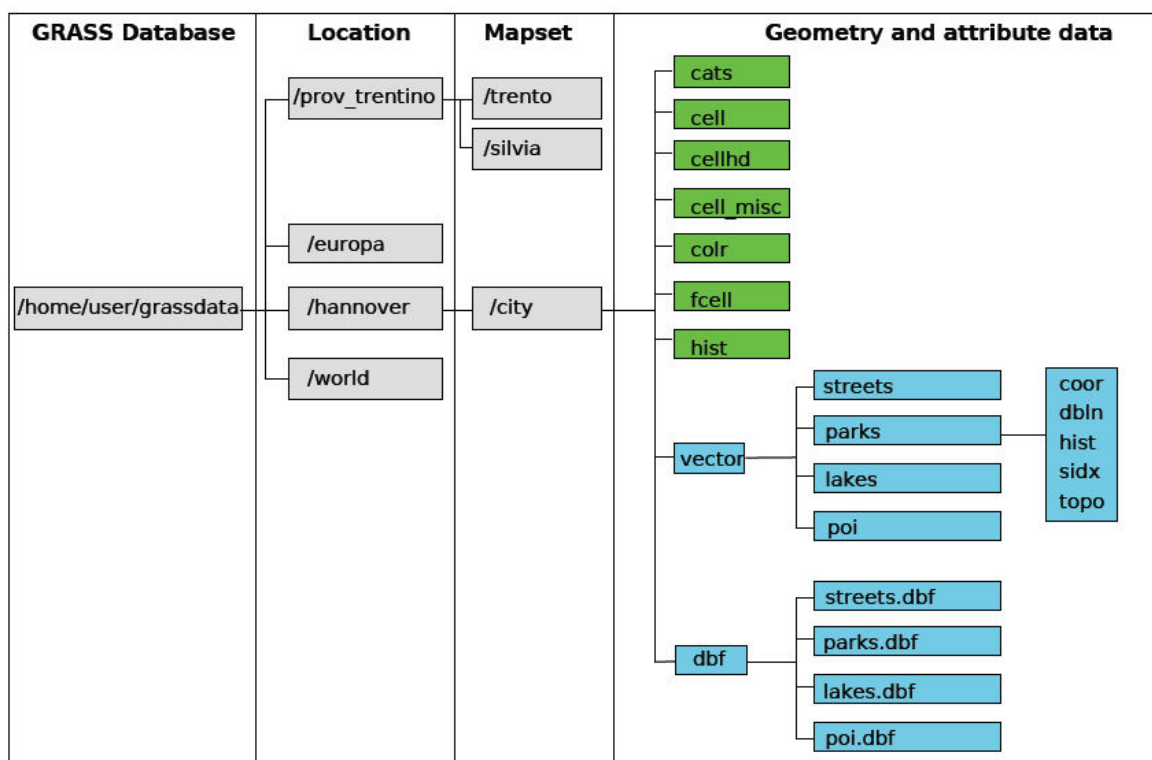 GRASS Database
Location
Mapset
Geometry and attribute data
/home/user/grassdata
/prov_trentino
/europa
/hannover
/world
/trento
/silvia
/city
cats
cell
cellhd
cell_misc
colr
fcell
hist
vector
streets
parks
lakes
poi
coor
dbln
hist
sidx
topo
dbf
streets.dbf
parks.dbf
lakes.dbf
poi.dbf